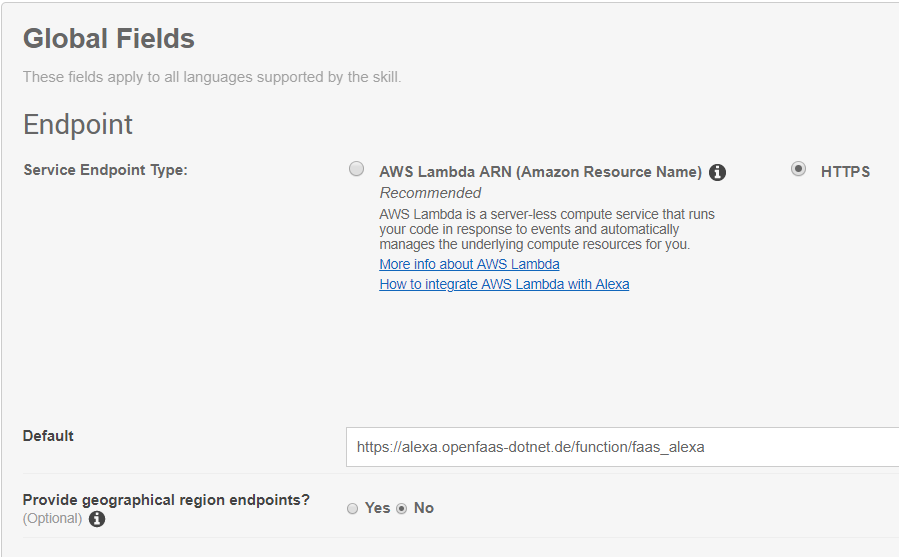 Global Fields
These fields apply to all languages supported by the skill.
Endpoint
Service Endpoint Type:
AWS Lambda ARN (Amazon Resource Name)
HTTPS
Recommended
AWS Lambda is a server-less compute service that runs
your code in response to events and automatically
manages the underlying compute resources for you.
More info about AWS Lambda
How to integrate AWS Lambda with Alexa
Default
https://alexa.openfaas-dotnet.de/function/faas_alexa
Provide geographical region endpoints?
(Optional)
Yes No